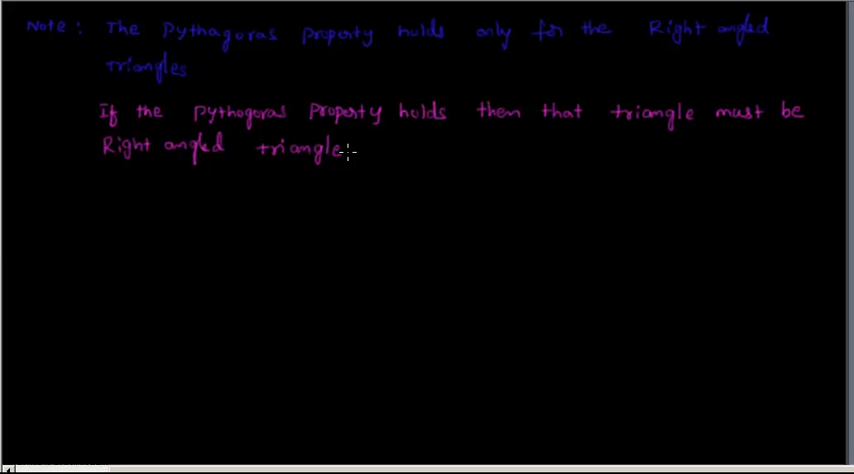 Note: The Pythagoras Property holds only for the Right angled
triangles
If the pythogoras Property holds then that triangle must be
Right angled triangle